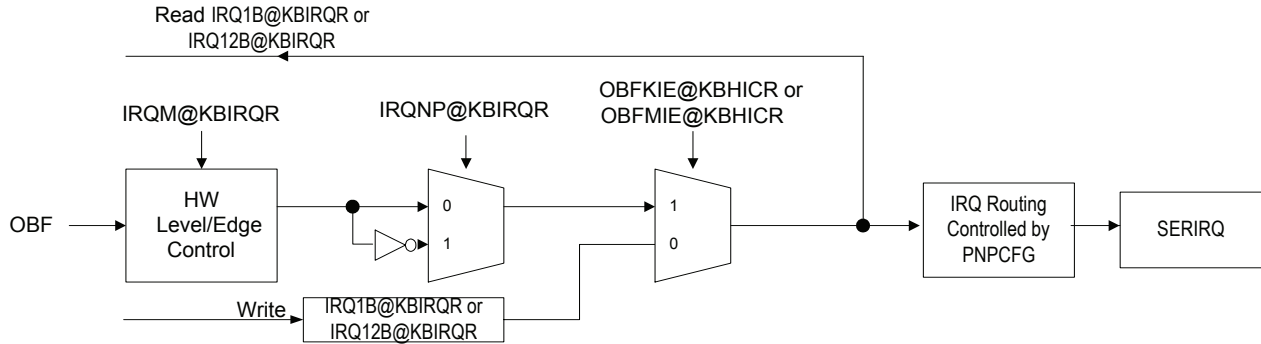 Read IRQ1B@KBIRQR or
IRQ12B@KBIRQR
IRQM@KBIRQR
IRQNP@KBIRQR
OBFKIE@KBHICR or
OBFMIE@KBHICR
OBF
HW
Level/Edge
Control
0
1
1
0
IRQ Routing
Controlled by
PNPCFG
SERIRQ
Write
IRQ1B@KBIRQR or
IRQ12B@KBIRQR